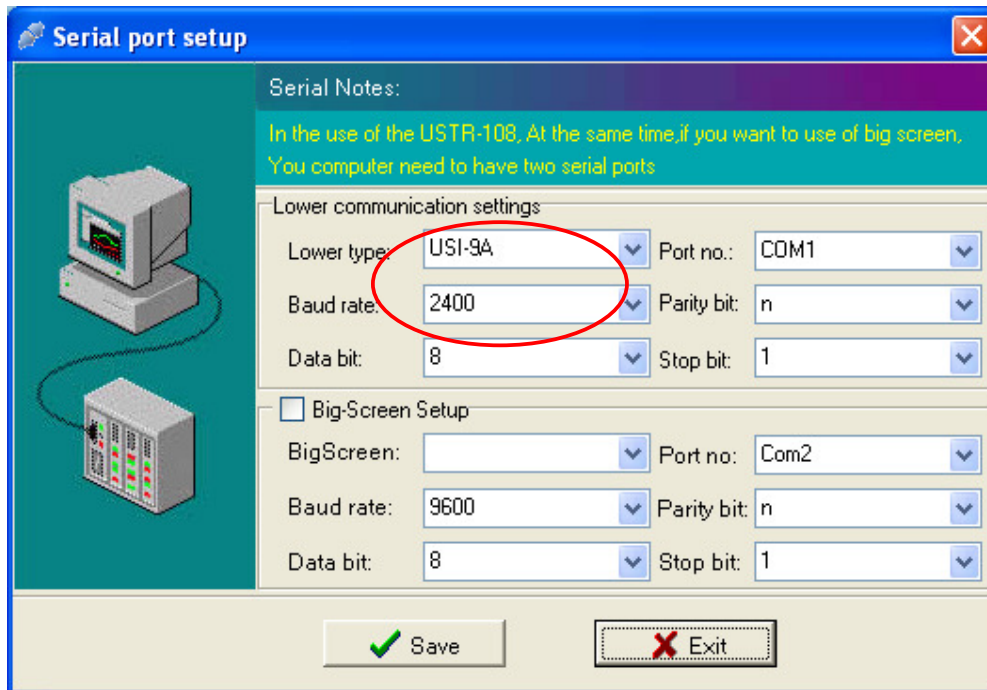 Serial port setup
Serial Notes:
In the use of the USTR-108, At the same time,if you want to use of big screen,
You computer need to have two serial ports
Lower communication settings
Lower type: USI-9A Port no.: COM1
Baud rate: 2400 Parity bit: n
Data bit: 8 Stop bit: 1
Big-Screen Setup
BigScreen: Port no: Com2
Baud rate: 9600 Parity bit: n
Data bit: 8 Stop bit: 1
Save Exit